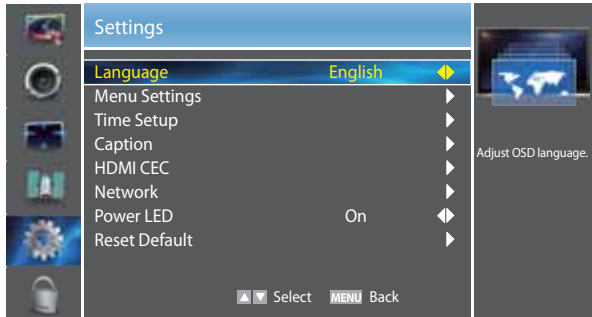 Settings
Language English
Menu Settings
Time Setup
Caption
HDMI CEC
Network
Power LED On
Reset Default
Adjust OSD language.
Select MENU Back